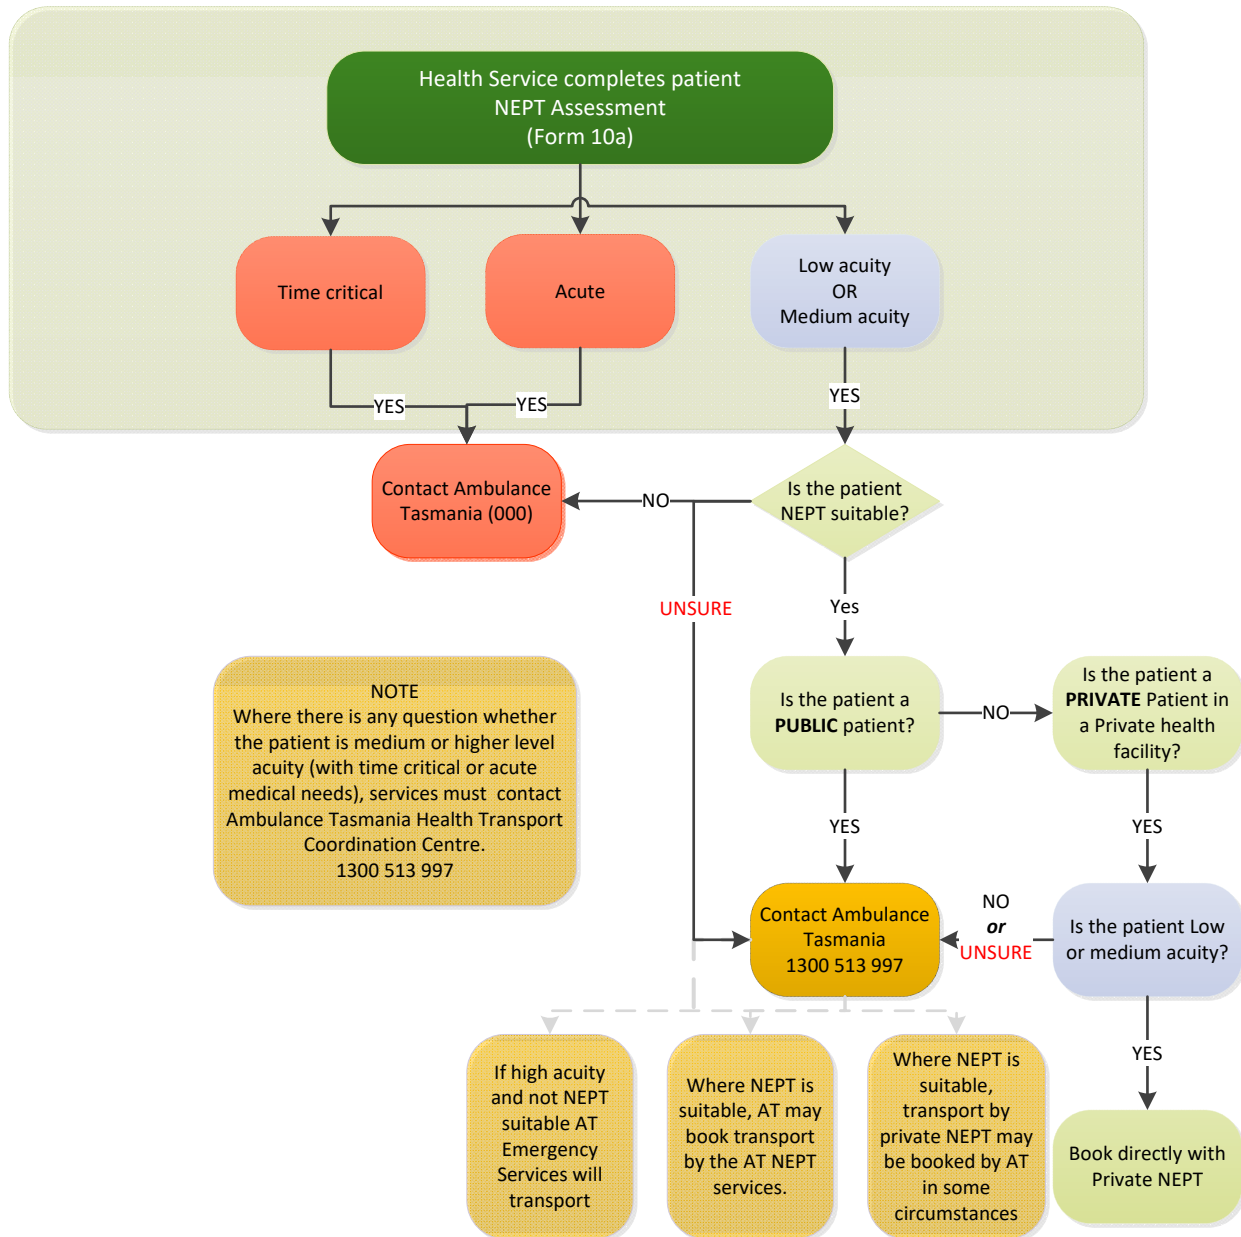 Health Service completes patient
NEPT Assessment
(Form 10a)
Time critical
Acute
Low acuity
OR
Medium acuity
YES
YES
YES
Contact Ambulance
Tasmania (000)
NO
Is the patient
NEPT suitable?
UNSURE
Yes
NOTE
Where there is any question whether
the patient is medium or higher level
acuity (with time critical or acute
medical needs), services must contact
Ambulance Tasmania Health Transport
Coordination Centre.
1300 513 997
Is the patient a
PUBLIC patient?
NO
Is the patient a
PRIVATE Patient in
a Private health
facility?
YES
YES
Contact Ambulance
Tasmania
1300 513 997
NO
or
UNSURE
Is the patient Low
or medium acuity?
YES
If high acuity
and not NEPT
suitable AT
Emergency
Services will
transport
Where NEPT is
suitable, AT may
book transport
by the AT NEPT
services.
Where NEPT is
suitable,
transport by
private NEPT may
be booked by AT
in some
circumstances
Book directly with
Private NEPT